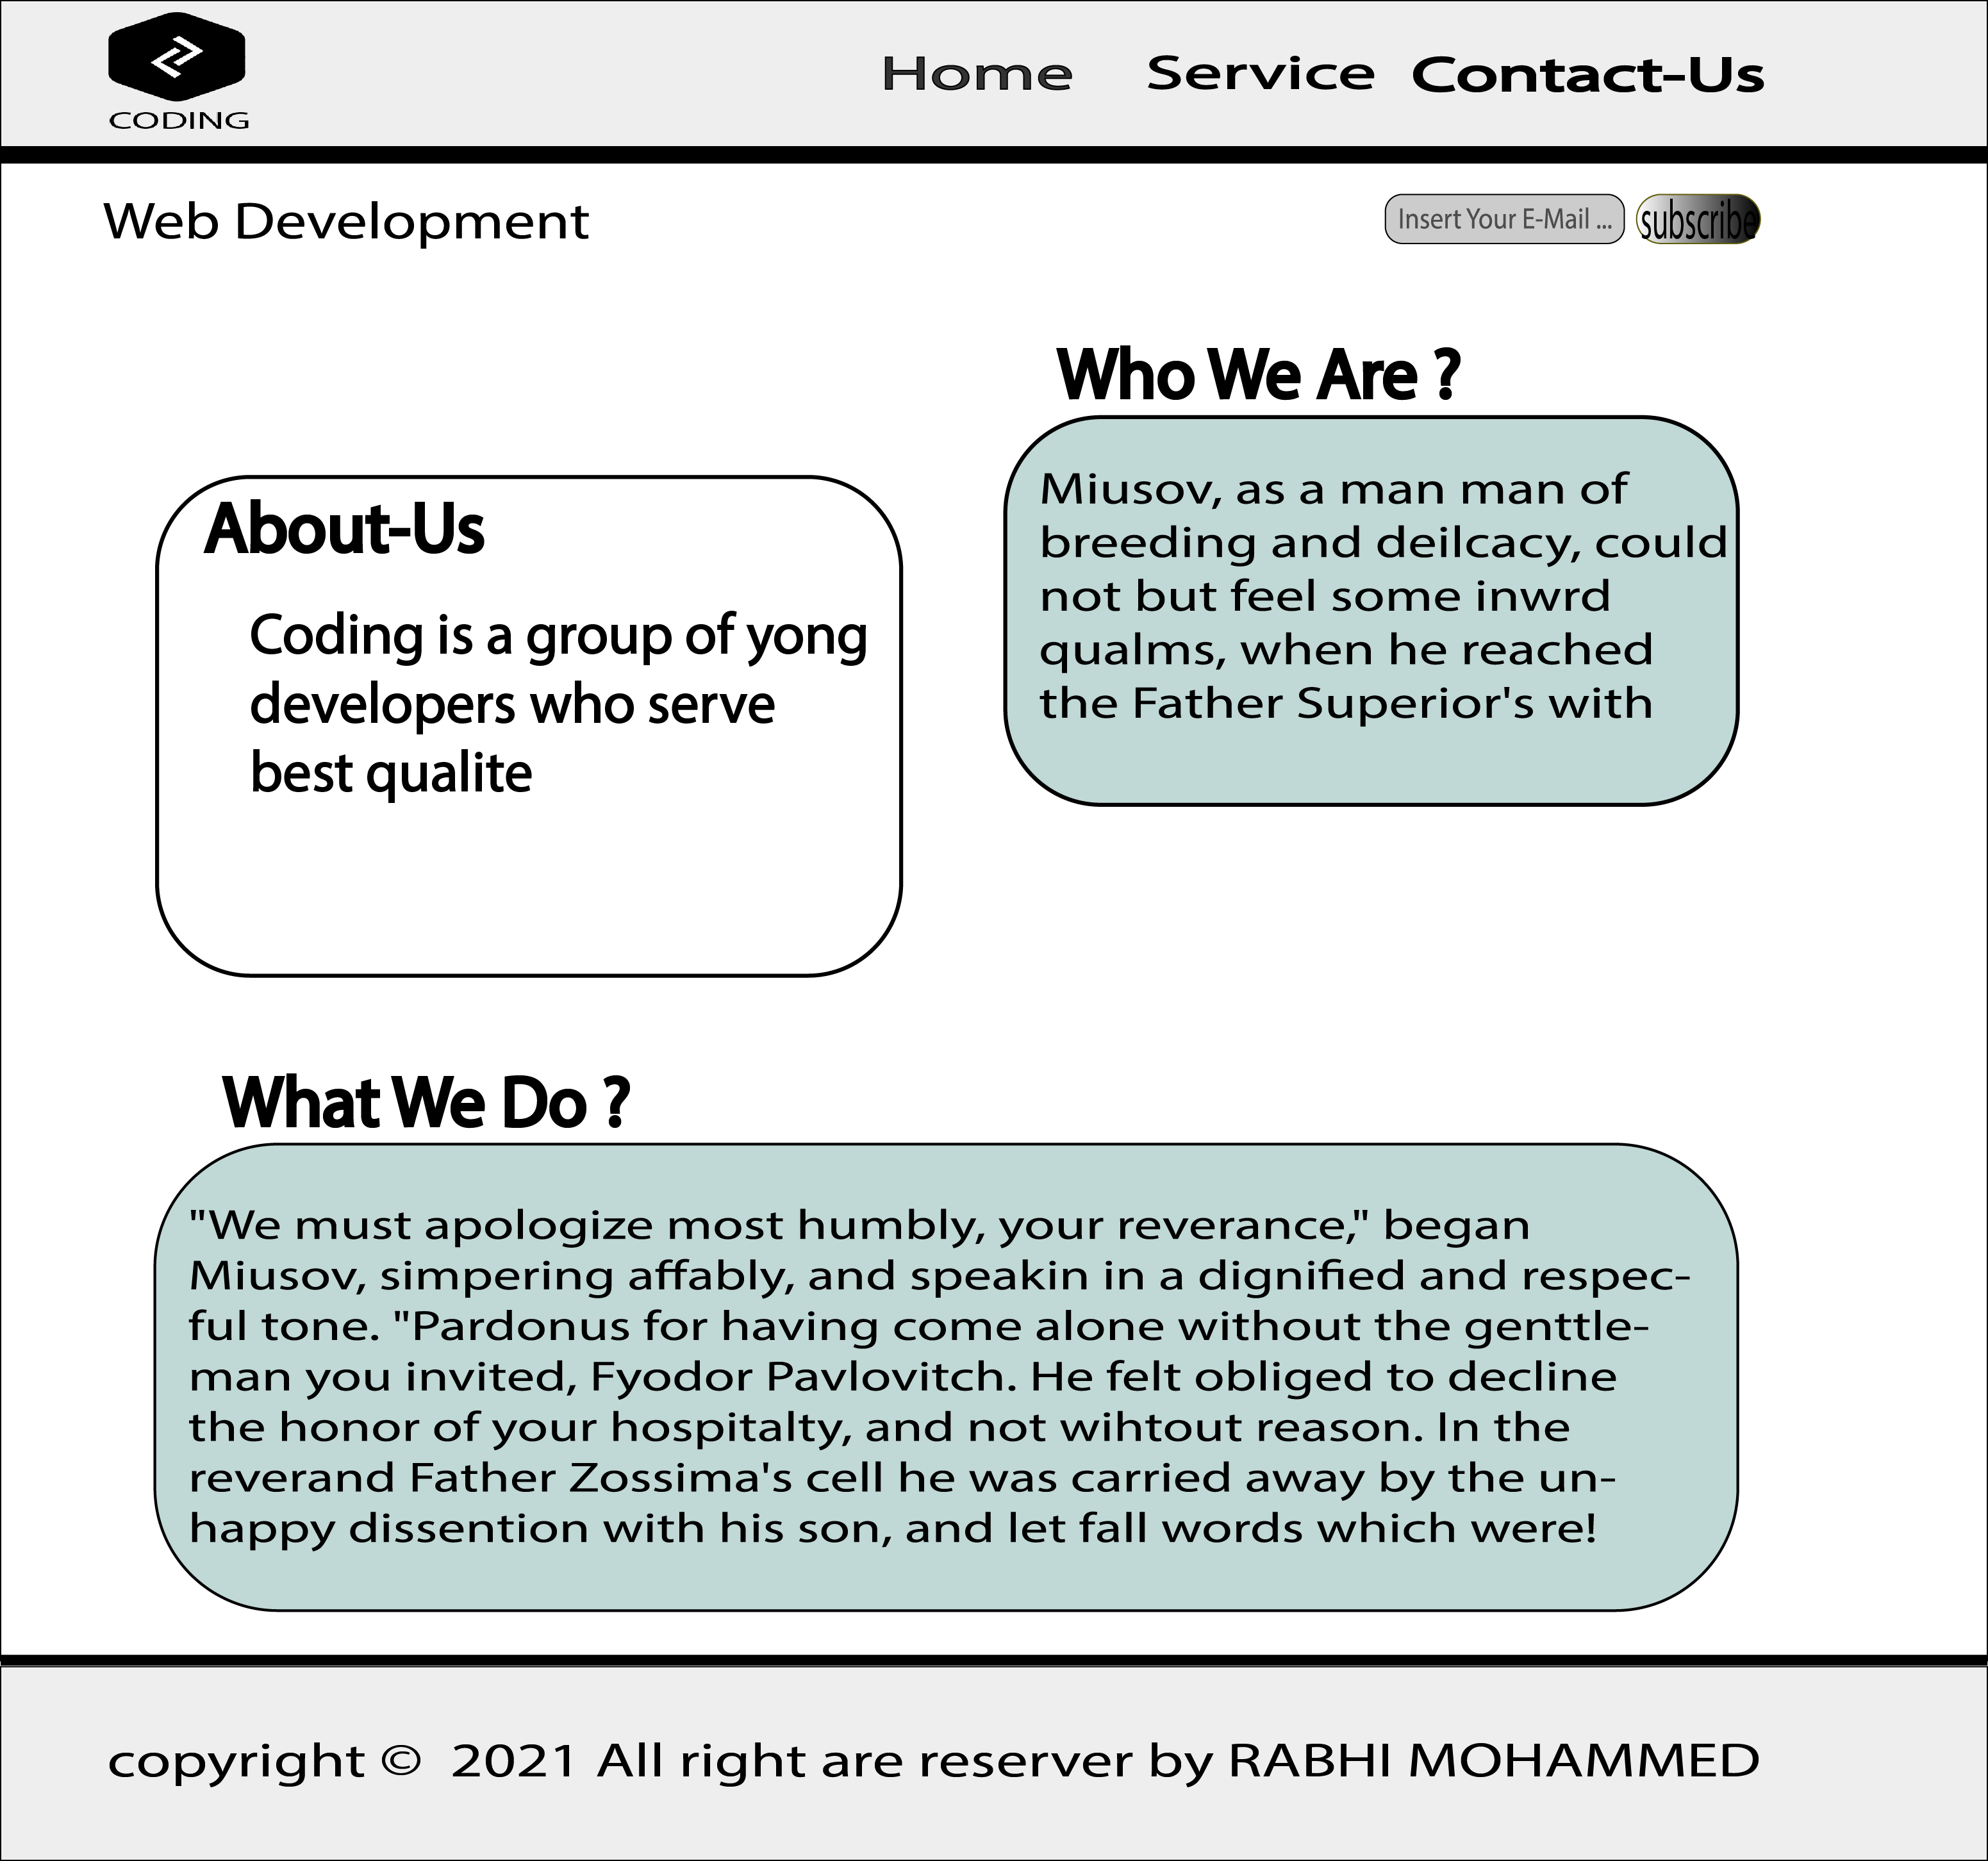 CODING
Home Service Contact-Us
Web Development
Insert Your E-Mail ... subscribe
Who We Are ?
Miusov, as a man man of
breeding and deilcacy, could
not but feel some inwrd
qualms, when he reached
the Father Superior's with
About-Us
Coding is a group of yong
developers who serve
best qualite
What We Do ?
"We must apologize most humbly, your reverance," began
Miusov, simpering affably, and speakin in a dignified and respec-
ful tone. "Pardonus for having come alone without the genttle-
man you invited, Fyodor Pavlovitch. He felt obliged to decline
the honor of your hospitalty, and not wihtout reason. In the
reverand Father Zossima's cell he was carried away by the un-
happy dissention with his son, and let fall words which were!
copyright © 2021 All right are reserver by RABHI MOHAMMED